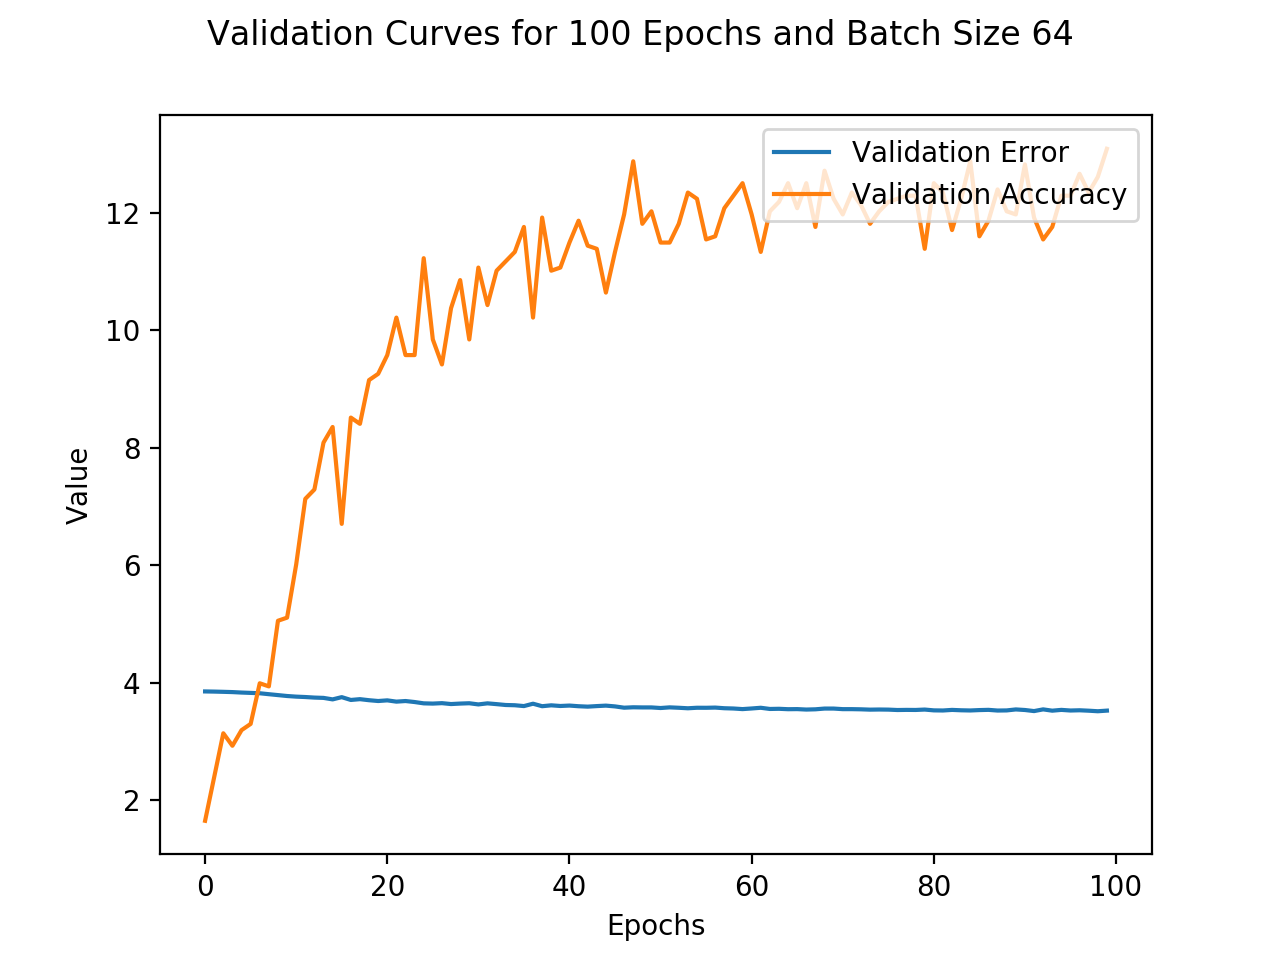 Validation Curves for 100 Epochs and Batch Size 64
Validation Error
Validation Accuracy
12
10
8
6
4
2
Value
0 20 40 60 80 100
Epochs